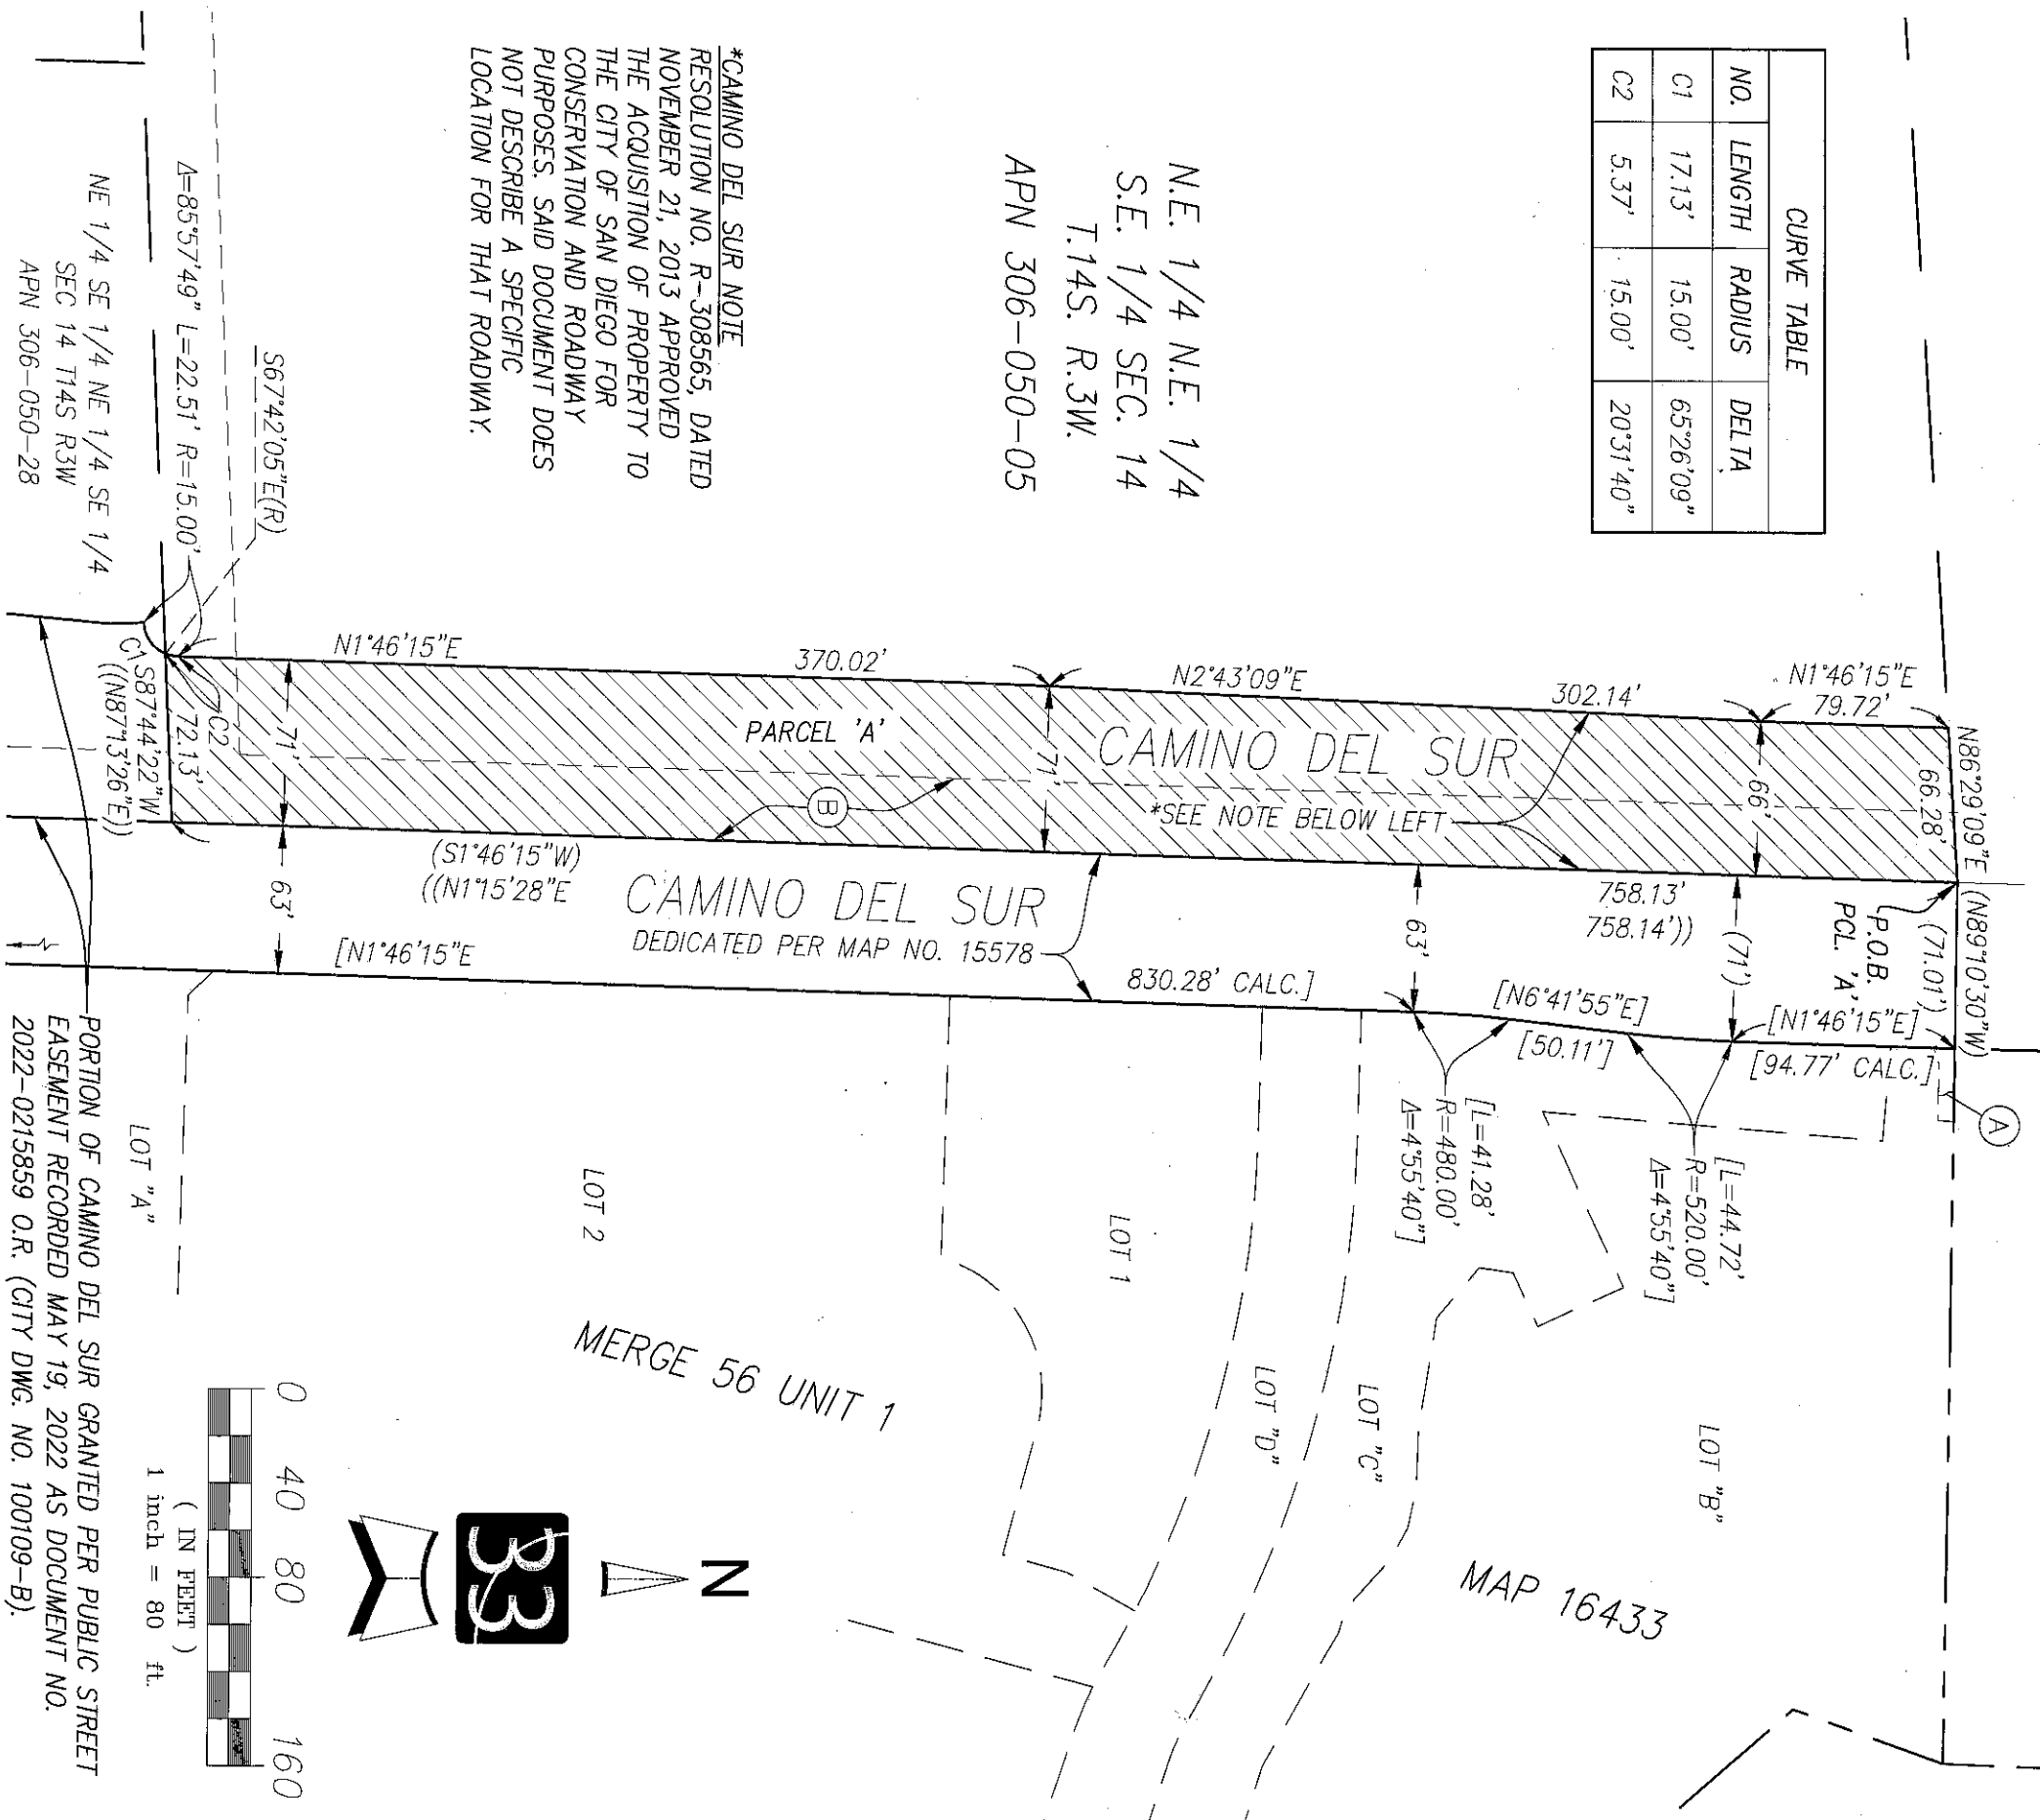 CURVE TABLE
NO. LENGTH RADIUS DELTA
C1 17.13' 15.00' 65°26'09"
C2 5.37' 15.00' 20°31'40"
N.E. 1/4 N.E. 1/4
S.E. 1/4 SEC. 14
T.14S. R.3W.
APN 306-050-05
*CAMINO DEL SUR NOTE
RESOLUTION NO. R-308565, DATED
NOVEMBER 21, 2013 APPROVED
THE ACQUISITION OF PROPERTY TO
THE CITY OF SAN DIEGO FOR
CONSERVATION AND ROADWAY
PURPOSES. SAID DOCUMENT DOES
NOT DESCRIBE A SPECIFIC
LOCATION FOR THAT ROADWAY.
S67°42'05"E(R)
Δ=85°57'49" L=22.51' R=15.00'
NE 1/4 SE 1/4 NE 1/4 SE 1/4
SEC 14 T14S R3W
APN 306-050-28
N86°29'09"E (N89°10'30"W)
66.28' (71.01')
N1°46'15"E
79.72'
66'
(71')
P.O.B.
PCL. 'A'
302.14'
N2°43'09"E
370.02'
N1°46'15"E
CAMINO DEL SUR
*SEE NOTE BELOW LEFT
71'
PARCEL 'A'
B
71'
C2
72.13'
C1
S87°44'22"W
((N87°13'26"E))
758.13'
758.14'))
(S1°46'15"W)
((N1°15'28"E
CAMINO DEL SUR
DEDICATED PER MAP NO. 15578
63'
63'
[N1°46'15"E
830.28' CALC.]
[N6°41'55"E]
[50.11']
[N1°46'15"E]
[94.77' CALC.]
A
[L=44.72'
R=520.00'
Δ=4°55'40"]
[L=41.28'
R=480.00'
Δ=4°55'40"]
LOT "B"
LOT "C"
LOT "D"
LOT 1
LOT 2
LOT "A"
MAP 16433
MERGE 56 UNIT 1
N
33
0 40 80 160
( IN FEET )
1 inch = 80 ft.
PORTION OF CAMINO DEL SUR GRANTED PER PUBLIC STREET
EASEMENT RECORDED MAY 19, 2022 AS DOCUMENT NO.
2022-0215859 O.R. (CITY DWG. NO. 100109-B).